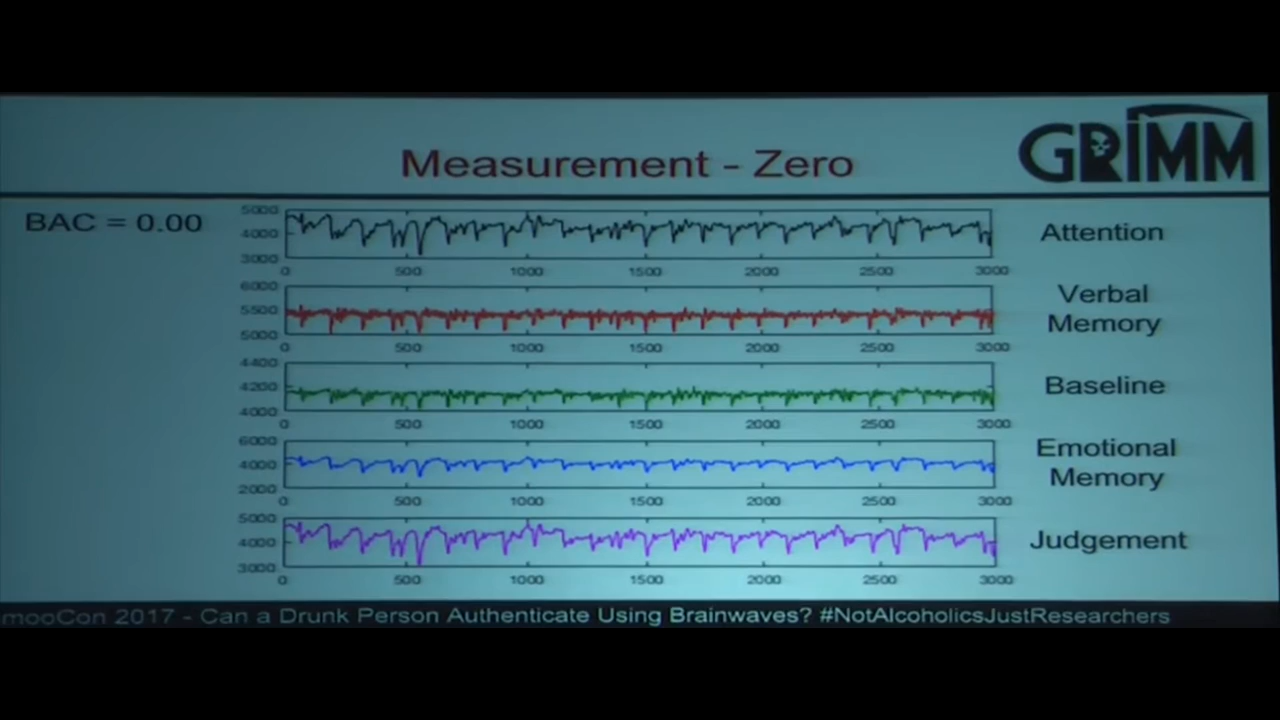 GRIMM
Measurement - Zero
BAC = 0.00
5000
4000
3000
0 500 1000 1500 2000 2500 3000
Attention
6000
5500
5000
0 500 1000 1500 2000 2500 3000
Verbal
Memory
4400
4200
4000
0 500 1000 1500 2000 2500 3000
Baseline
6000
4000
2000
0 500 1000 1500 2000 2500 3000
Emotional
Memory
5000
4000
3000
0 500 1000 1500 2000 2500 3000
Judgement
mooCon 2017 - Can a Drunk Person Authenticate Using Brainwaves? #NotAlcoholicsJustResearchers